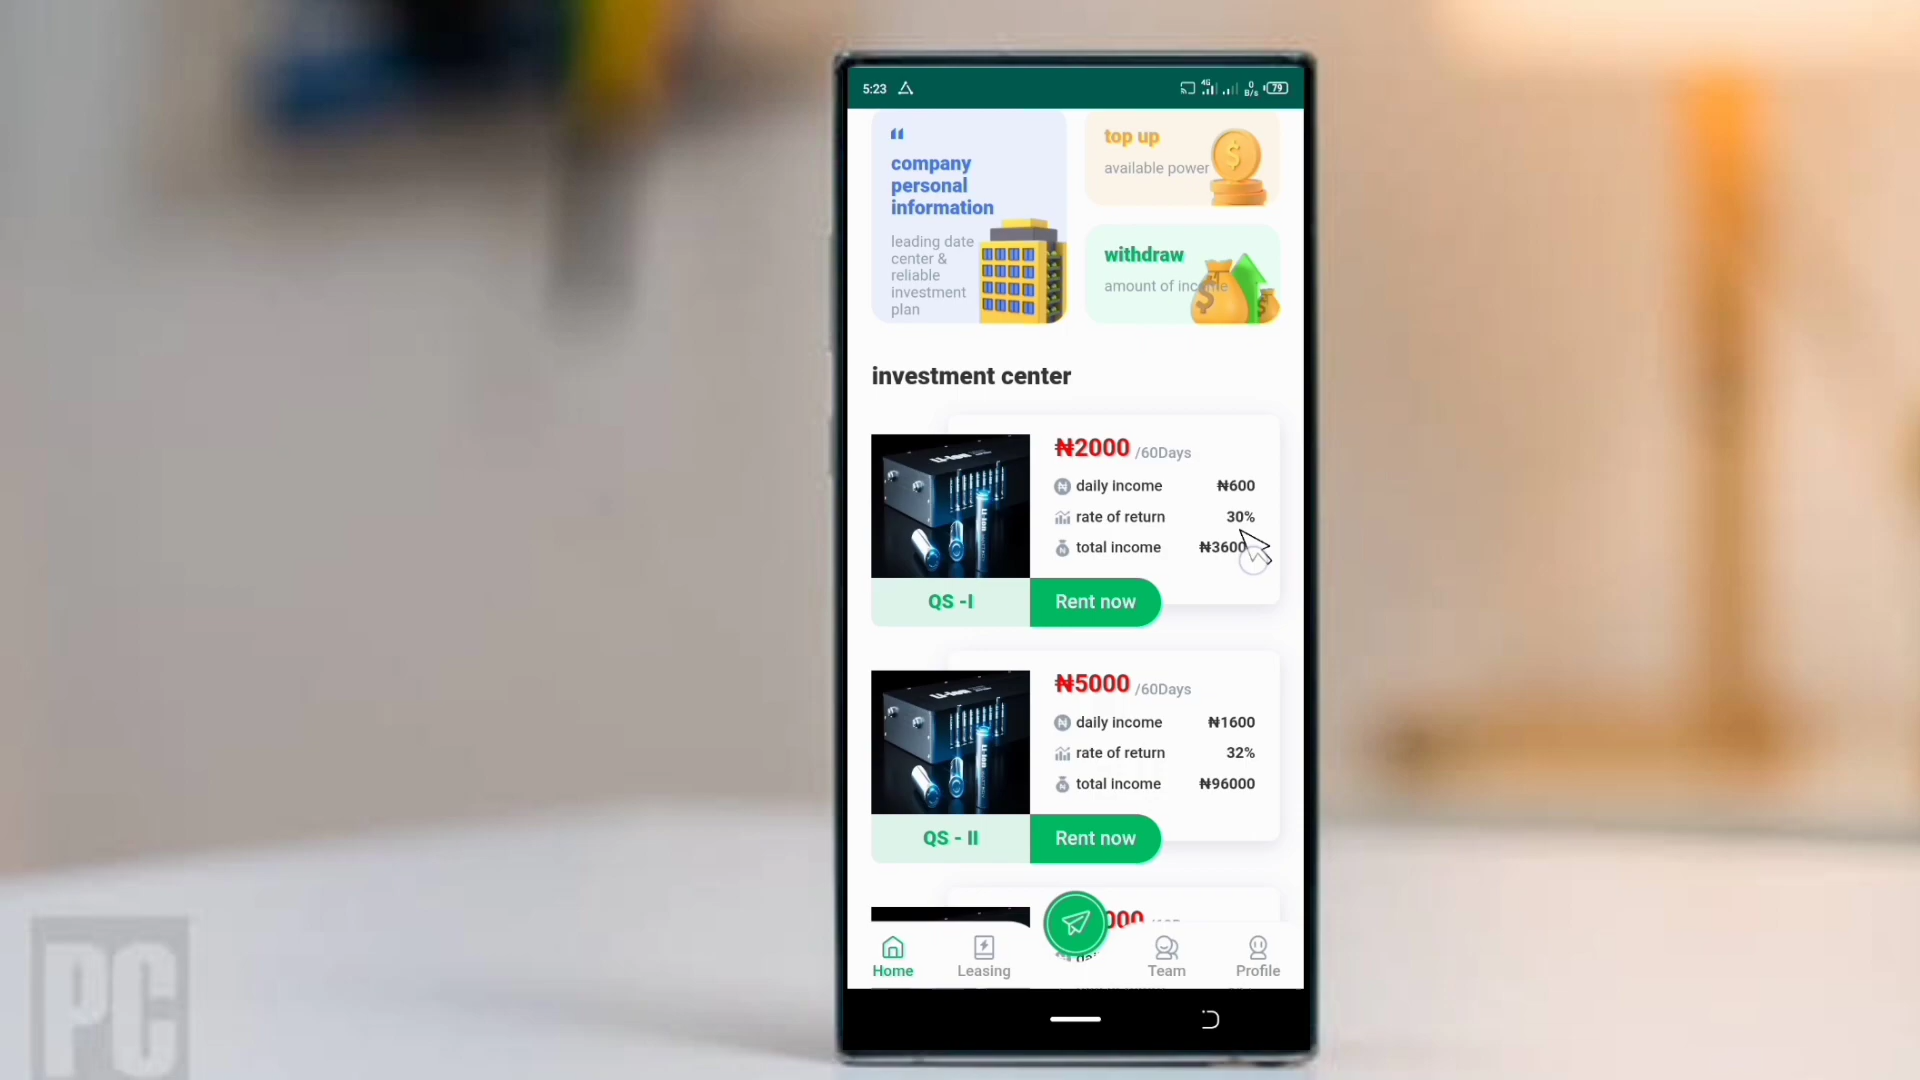 5:23
4G
0
B/s
79
company
personal
information
leading date
center &
reliable
investment
plan
top up
available power
withdraw
amount of income
investment center
₦2000 /60Days
daily income ₦600
rate of return 30%
total income ₦3600
QS -I
Rent now
₦5000 /60Days
daily income ₦1600
rate of return 32%
total income ₦96000
QS - II
Rent now
Home
Leasing
Team
Profile
PC